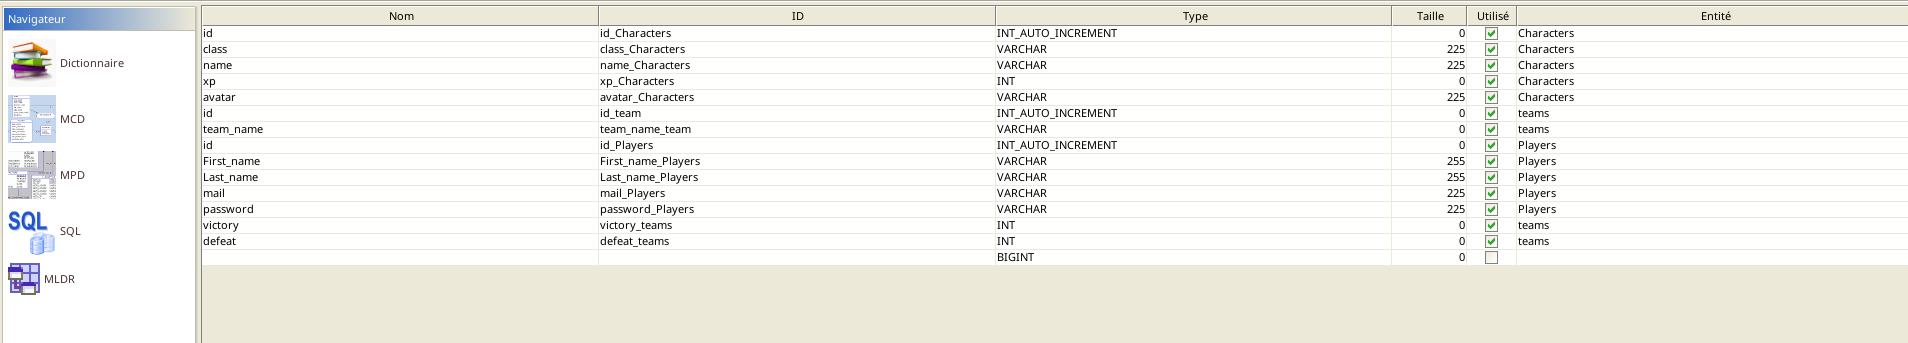 Navigateur
Dictionnaire
MCD
MPD
SQL
SQL
MLDR
Nom ID Type Taille Utilisé Entité
id id_Characters INT_AUTO_INCREMENT 0 Characters
class class_Characters VARCHAR 225 Characters
name name_Characters VARCHAR 225 Characters
xp xp_Characters INT 0 Characters
avatar avatar_Characters VARCHAR 225 Characters
id id_team INT_AUTO_INCREMENT 0 teams
team_name team_name_team VARCHAR 0 teams
id id_Players INT_AUTO_INCREMENT 0 Players
First_name First_name_Players VARCHAR 255 Players
Last_name Last_name_Players VARCHAR 255 Players
mail mail_Players VARCHAR 225 Players
password password_Players VARCHAR 225 Players
victory victory_teams INT 0 teams
defeat defeat_teams INT 0 teams
BIGINT 0